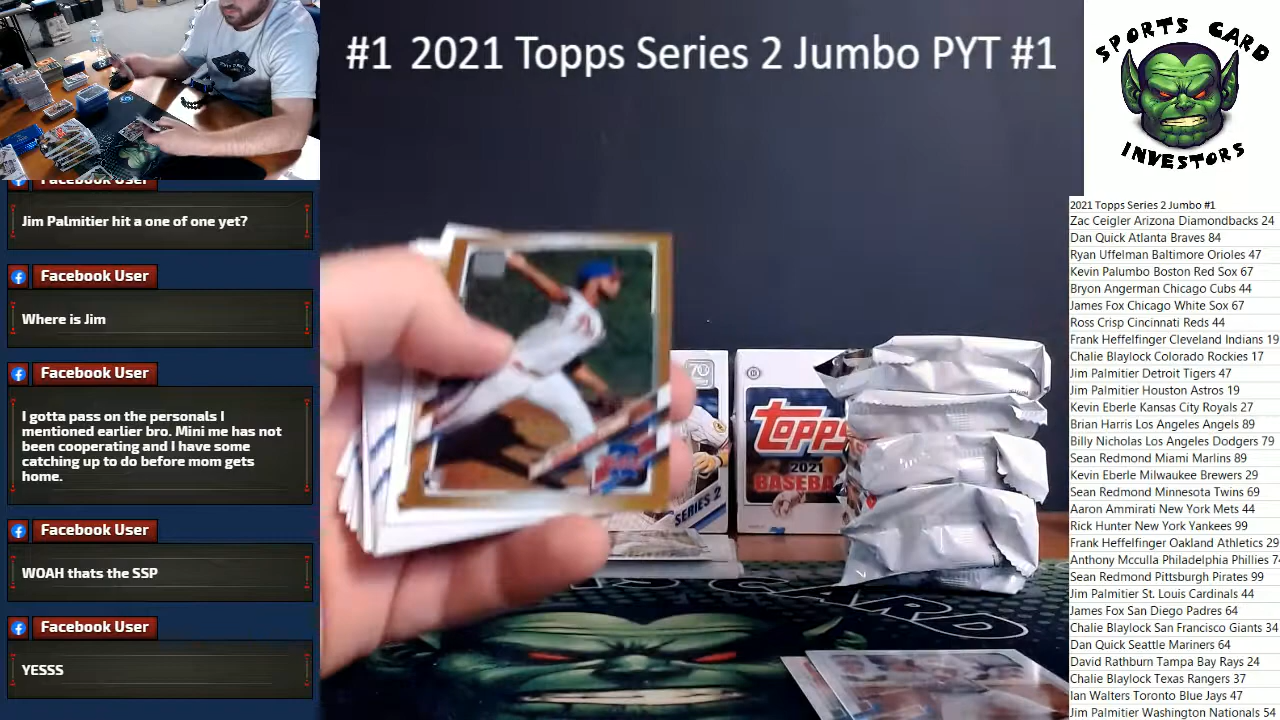 #1 2021 Topps Series 2 Jumbo PYT #1
SPORTS CARD
INVESTORS
Facebook User
Jim Palmitier hit a one of one yet?
Facebook User
Where is Jim
Facebook User
I gotta pass on the personals I
mentioned earlier bro. Mini me has not
been cooperating and I have some
catching up to do before mom gets
home.
Facebook User
WOAH thats the SSP
Facebook User
YESSS
70
SERIES 2
Topps
2021
BASEBA
CARD
2021 Topps Series 2 Jumbo #1
Zac Ceigler Arizona Diamondbacks 24
Dan Quick Atlanta Braves 84
Ryan Uffelman Baltimore Orioles 47
Kevin Palumbo Boston Red Sox 67
Bryon Angerman Chicago Cubs 44
James Fox Chicago White Sox 67
Ross Crisp Cincinnati Reds 44
Frank Heffelfinger Cleveland Indians 19
Chalie Blaylock Colorado Rockies 17
Jim Palmitier Detroit Tigers 47
Jim Palmitier Houston Astros 19
Kevin Eberle Kansas City Royals 27
Brian Harris Los Angeles Angels 89
Billy Nicholas Los Angeles Dodgers 79
Sean Redmond Miami Marlins 89
Kevin Eberle Milwaukee Brewers 29
Sean Redmond Minnesota Twins 69
Aaron Ammirati New York Mets 44
Rick Hunter New York Yankees 99
Frank Heffelfinger Oakland Athletics 29
Anthony Mcculla Philadelphia Phillies 74
Sean Redmond Pittsburgh Pirates 99
Jim Palmitier St. Louis Cardinals 44
James Fox San Diego Padres 64
Chalie Blaylock San Francisco Giants 34
Dan Quick Seattle Mariners 64
David Rathburn Tampa Bay Rays 24
Chalie Blaylock Texas Rangers 37
Ian Walters Toronto Blue Jays 47
Jim Palmitier Washington Nationals 54